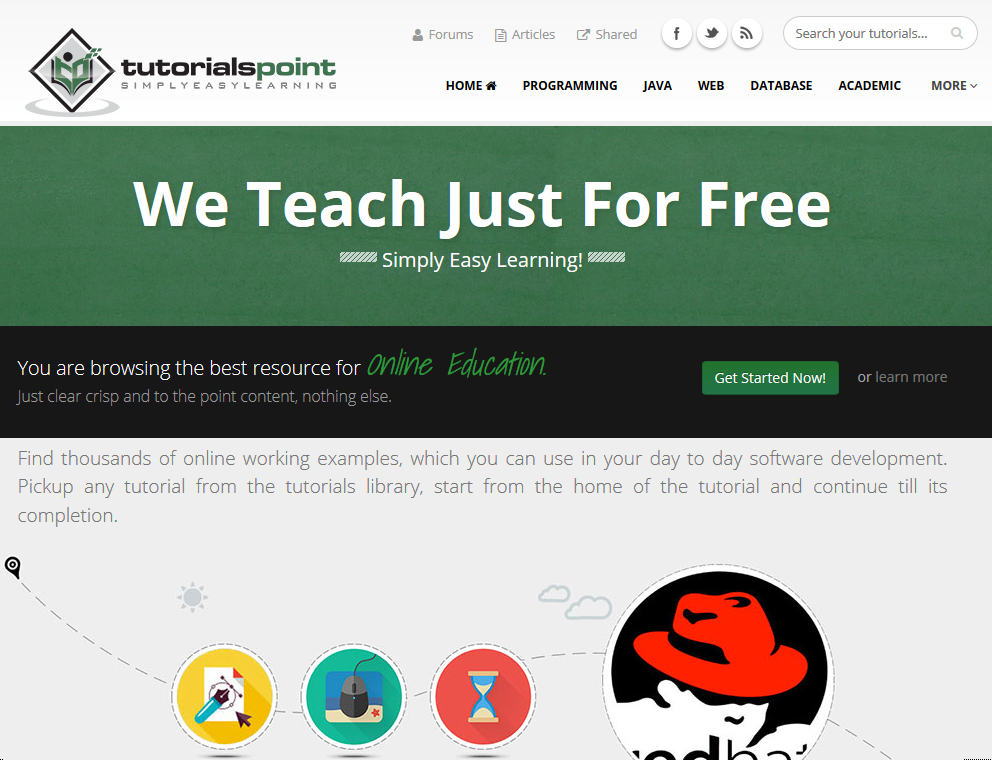 Forums Articles Shared Search your tutorials...
tutorialspoint
SIMPLYEASYLEARNING
HOME PROGRAMMING JAVA WEB DATABASE ACADEMIC MORE
We Teach Just For Free
Simply Easy Learning!
You are browsing the best resource for Online Education.
Just clear crisp and to the point content, nothing else.
Get Started Now! or learn more
Find thousands of online working examples, which you can use in your day to day software development.
Pickup any tutorial from the tutorials library, start from the home of the tutorial and continue till its
completion.
redhat